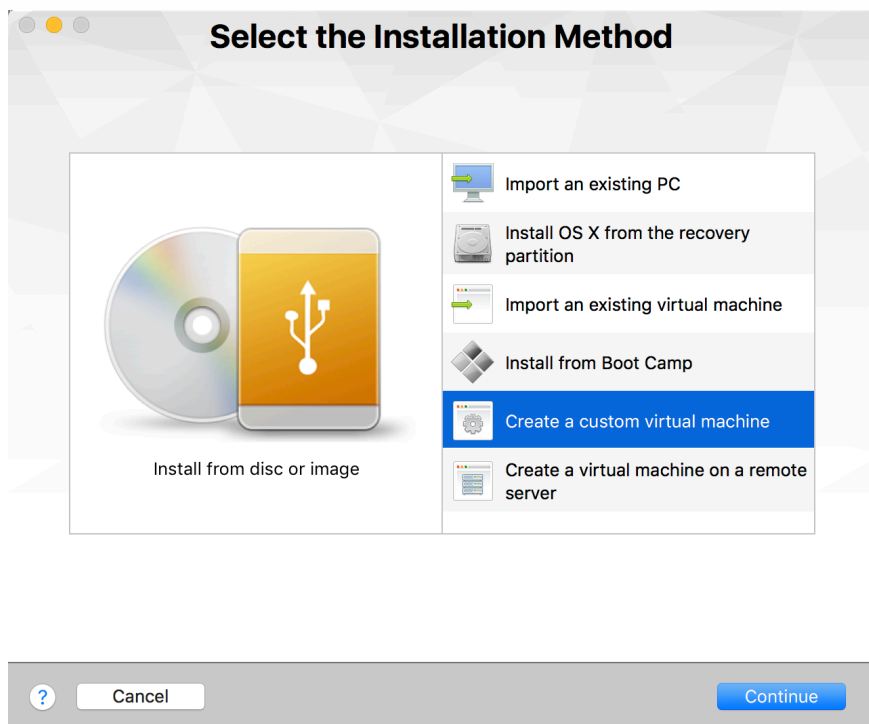 Select the Installation Method
Install from disc or image
Import an existing PC
Install OS X from the recovery
partition
Import an existing virtual machine
Install from Boot Camp
Create a custom virtual machine
Create a virtual machine on a remote
server
?
Cancel
Continue